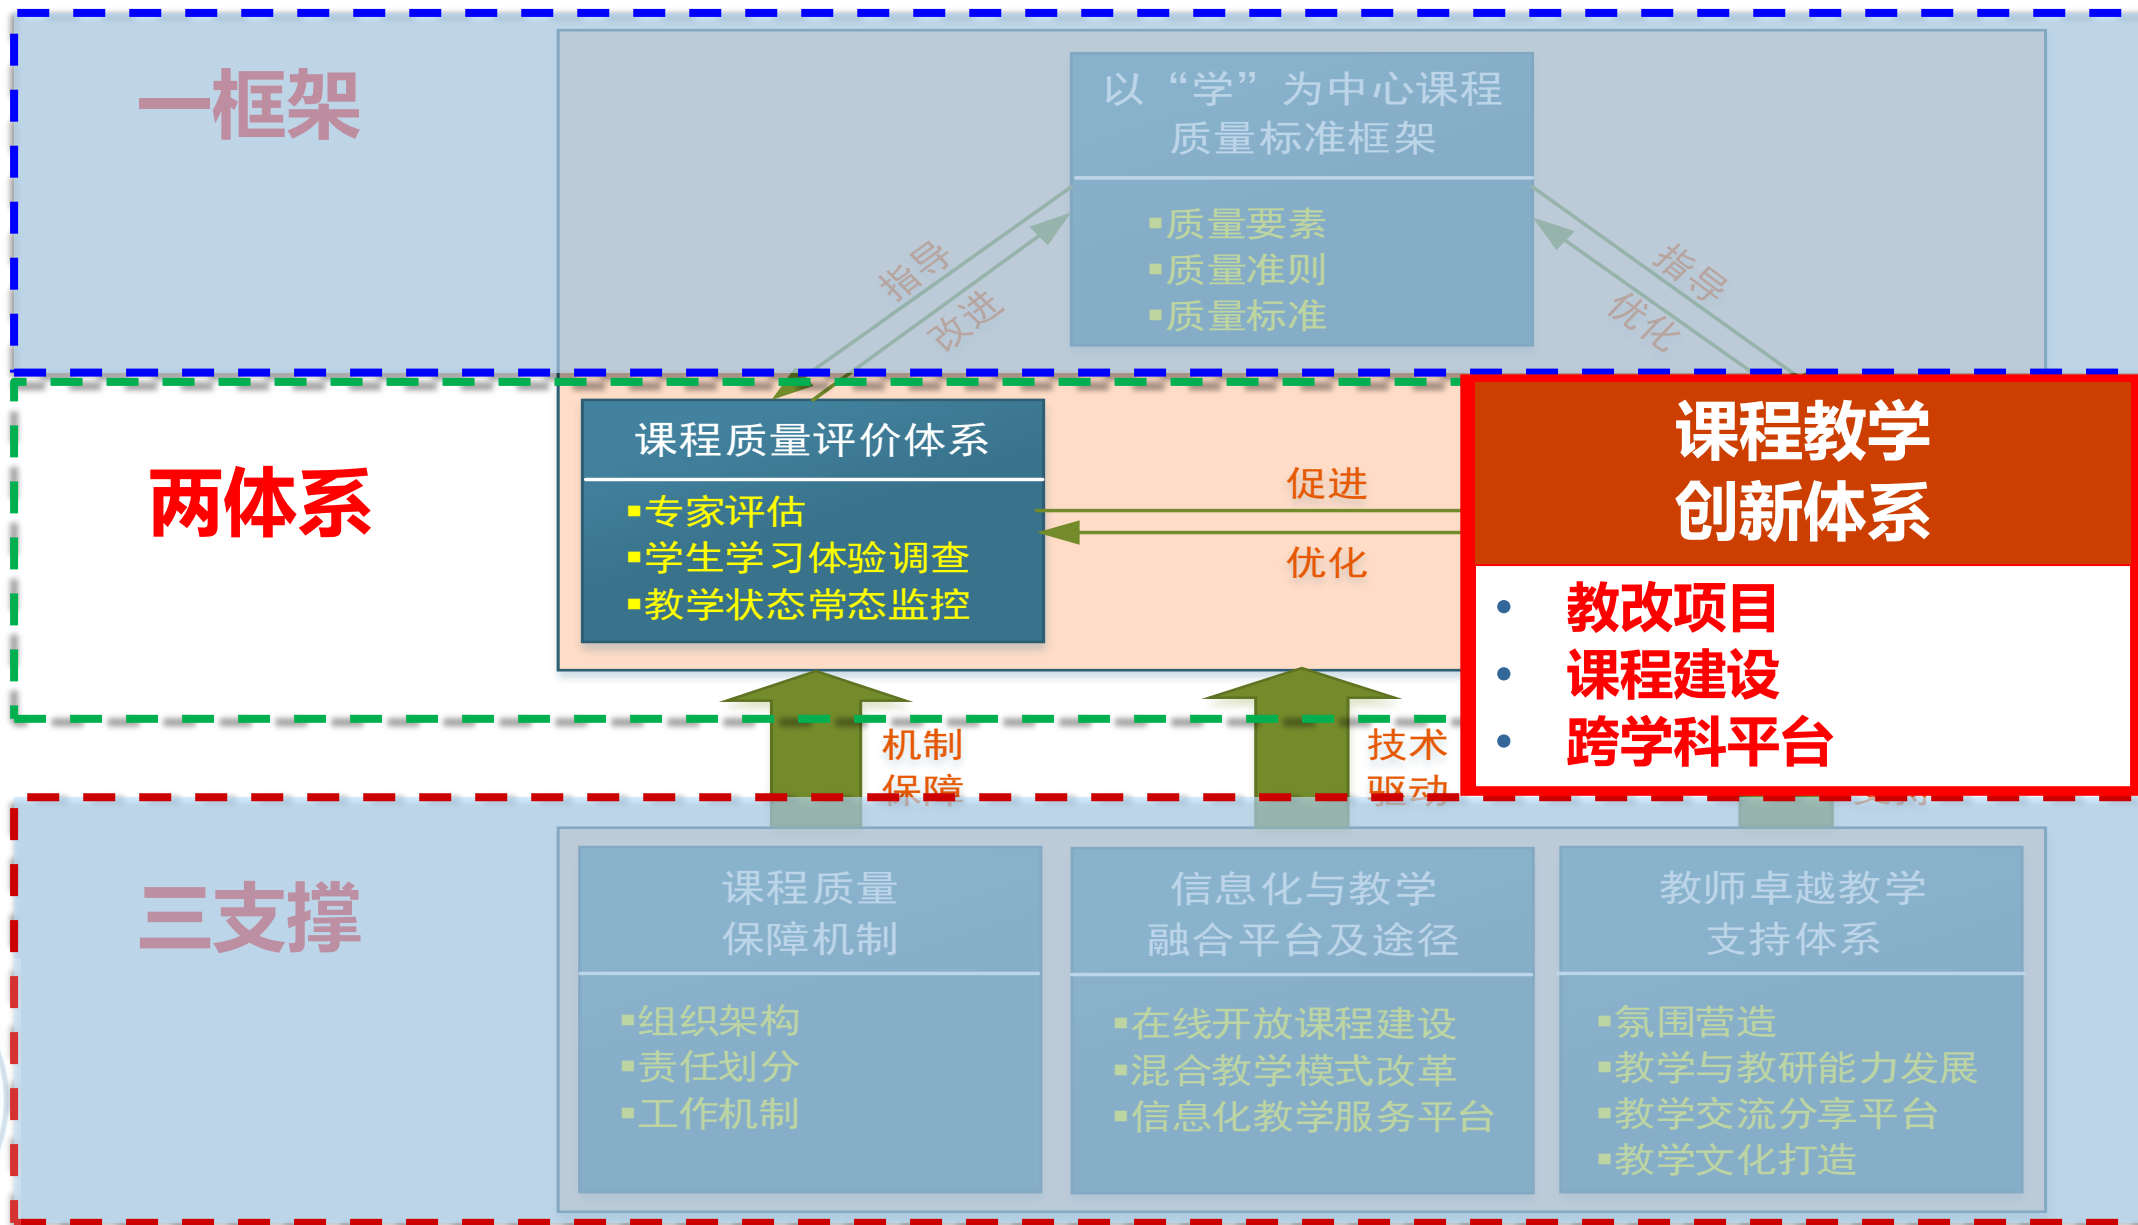 一框架
以“学”为中心课程
质量标准框架
▪质量要素
▪质量准则
▪质量标准
指导
改进
指导
优化
两体系
课程质量评价体系
▪专家评估
▪学生学习体验调查
▪教学状态常态监控
促进
优化
课程教学
创新体系
• 教改项目
• 课程建设
• 跨学科平台
机制
保障
技术
驱动
三支撑
课程质量
保障机制
▪组织架构
▪责任划分
▪工作机制
信息化与教学
融合平台及途径
▪在线开放课程建设
▪混合教学模式改革
▪信息化教学服务平台
教师卓越教学
支持体系
▪氛围营造
▪教学与教研能力发展
▪教学交流分享平台
▪教学文化打造